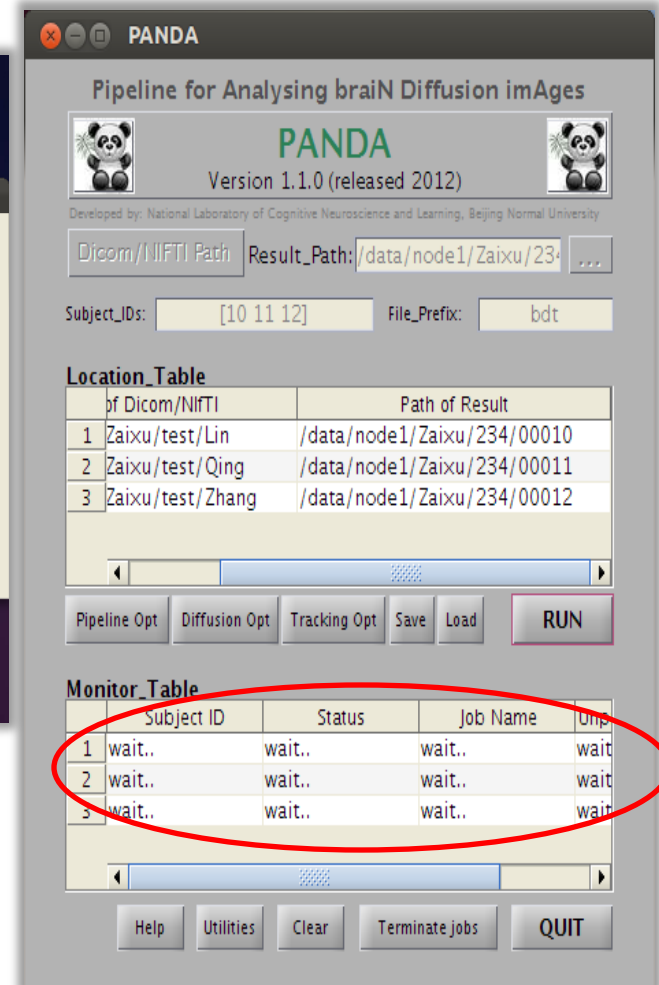 PANDA
Pipeline for Analysing braiN Diffusion imAges
PANDA
Version 1.1.0 (released 2012)
Developed by: National Laboratory of Cognitive Neuroscience and Learning, Beijing Normal University
Dicom/NIFTI Path Result_Path: /data/node1/Zaixu/234 ...
Subject_IDs: [10 11 12] File_Prefix: bdt
Location_Table
of Dicom/NIfTI Path of Result
1 Zaixu/test/Lin /data/node1/Zaixu/234/00010
2 Zaixu/test/Qing /data/node1/Zaixu/234/00011
3 Zaixu/test/Zhang /data/node1/Zaixu/234/00012
Pipeline Opt Diffusion Opt Tracking Opt Save Load RUN
Monitor_Table
Subject ID Status Job Name Unp
1 wait.. wait.. wait.. wait
2 wait.. wait.. wait.. wait
3 wait.. wait.. wait.. wait
Help Utilities Clear Terminate jobs QUIT